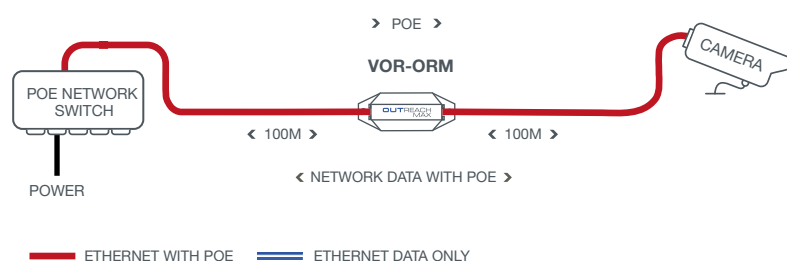 > POE >
VOR-ORM
CAMERA
POE NETWORK
SWITCH
OUTREACH
MAX
< 100M >
< 100M >
< NETWORK DATA WITH POE >
POWER
ETHERNET WITH POE
ETHERNET DATA ONLY